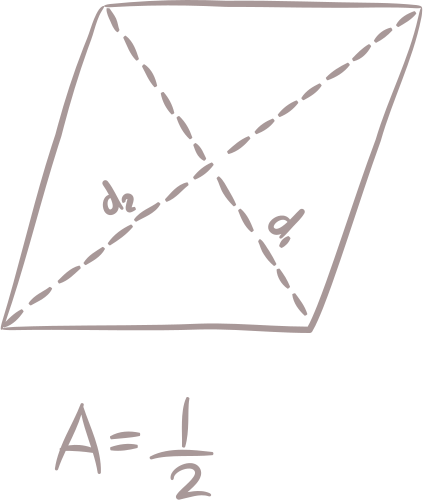 d2
d1
A = 1/2